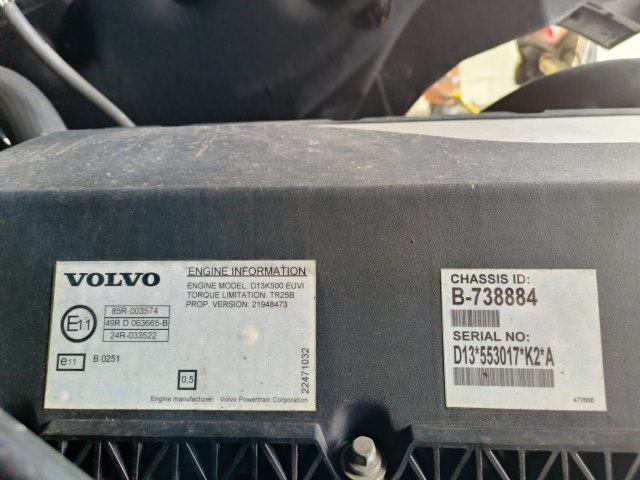 VOLVO
ENGINE INFORMATION
ENGINE MODEL: D13K500 EUVI
TORQUE LIMITATION: TR25B
PROP. VERSION: 21948473
E11
85R-003574
49R D 063665-B
24R-033522
e11
B 0251
0,5
22471032
Engine manufacturer: Volvo Powertrain Corporation
CHASSIS ID:
B-738884
SERIAL NO:
D13*553017*K2*A
477606